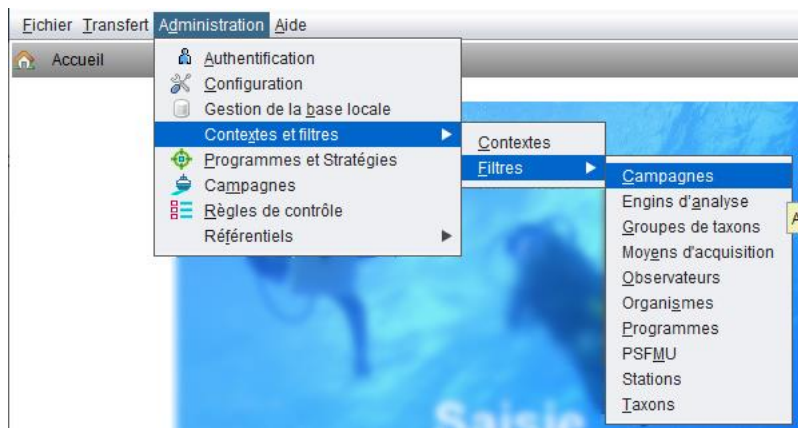 Fichier Transfert Administration Aide
Accueil
Authentification
Configuration
Gestion de la base locale
Contextes et filtres
Programmes et Stratégies
Campagnes
Règles de contrôle
Référentiels
Contextes
Filtres
Campagnes
Engins d'analyse
Groupes de taxons
Moyens d'acquisition
Observateurs
Organismes
Programmes
PSFMU
Stations
Taxons
A
Saisie